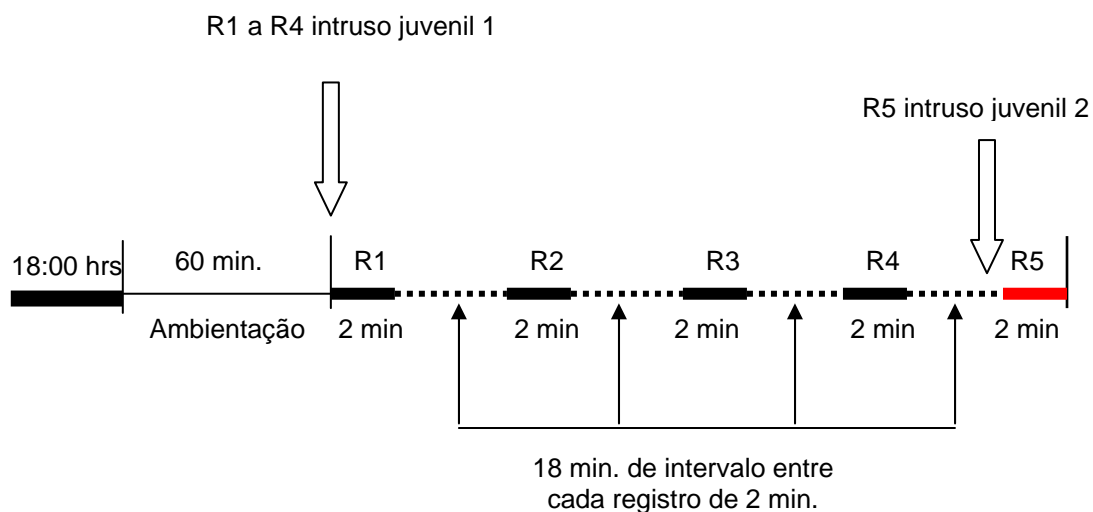 R1 a R4 intruso juvenil 1
R5 intruso juvenil 2
18:00 hrs
60 min.
R1
R2
R3
R4
R5
Ambientação
2 min
2 min
2 min
2 min
2 min
18 min. de intervalo entre
cada registro de 2 min.